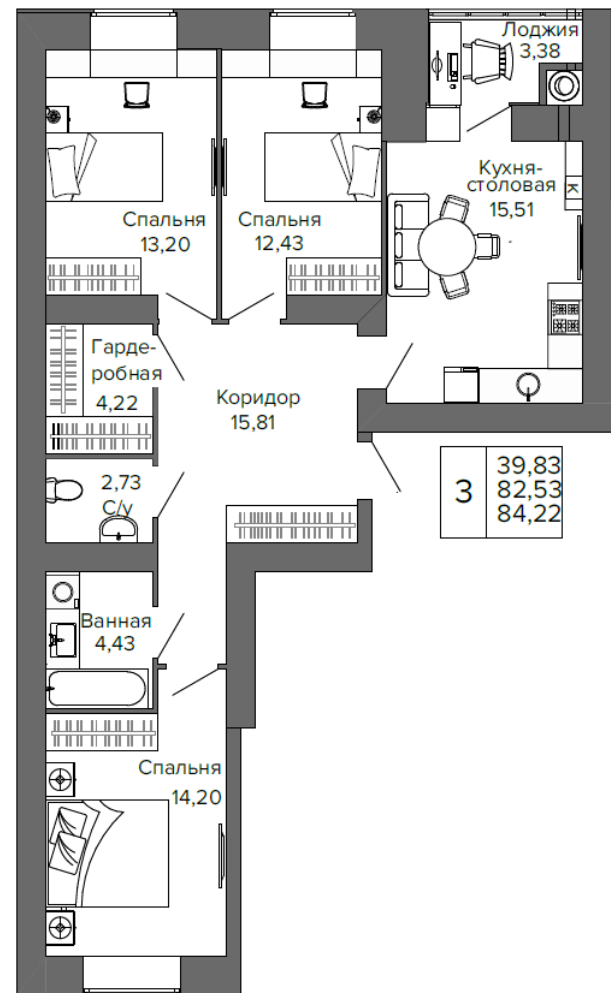 Лоджия
3,38
Кухня-
столовая
15,51
К
Спальня
13,20
Спальня
12,43
Гарде-
робная
4,22
Коридор
15,81
2,73
С/у
3
39,83
82,53
84,22
Ванная
4,43
Спальня
14,20